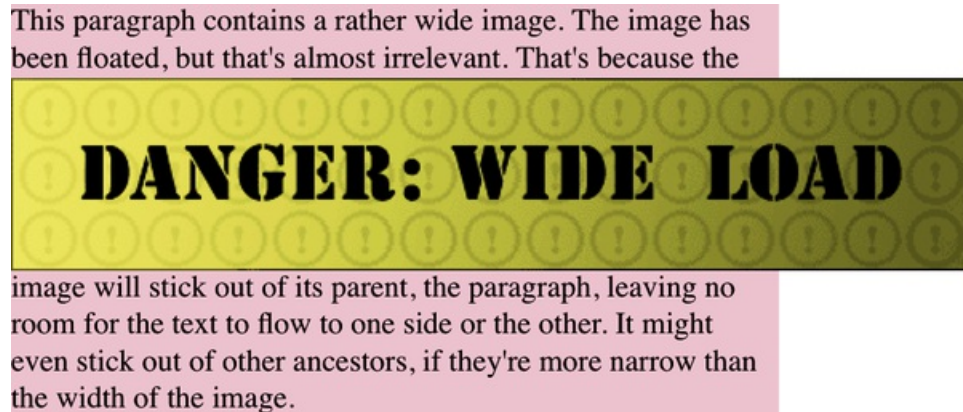 This paragraph contains a rather wide image. The image has
been floated, but that's almost irrelevant. That's because the
DANGER: WIDE LOAD
image will stick out of its parent, the paragraph, leaving no
room for the text to flow to one side or the other. It might
even stick out of other ancestors, if they're more narrow than
the width of the image.